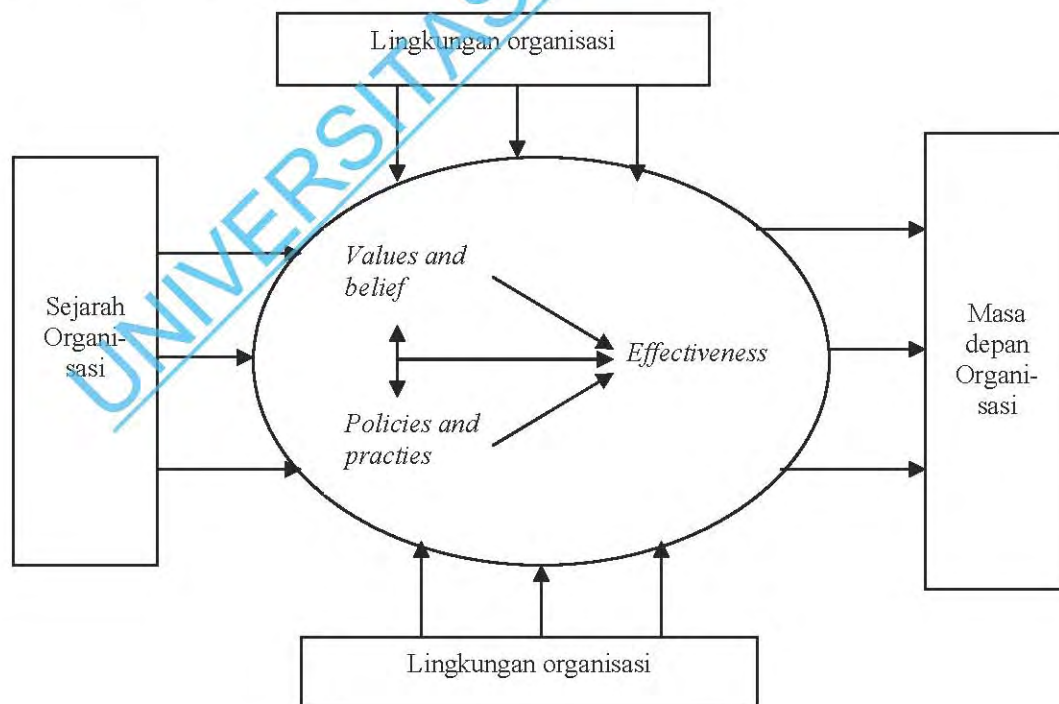 Lingkungan organisasi
UNIVERSITAS
Values and
belief
Sejarah
Organi-
sasi
Effectiveness
Masa
depan
Organi-
sasi
Policies and
practies
Lingkungan organisasi